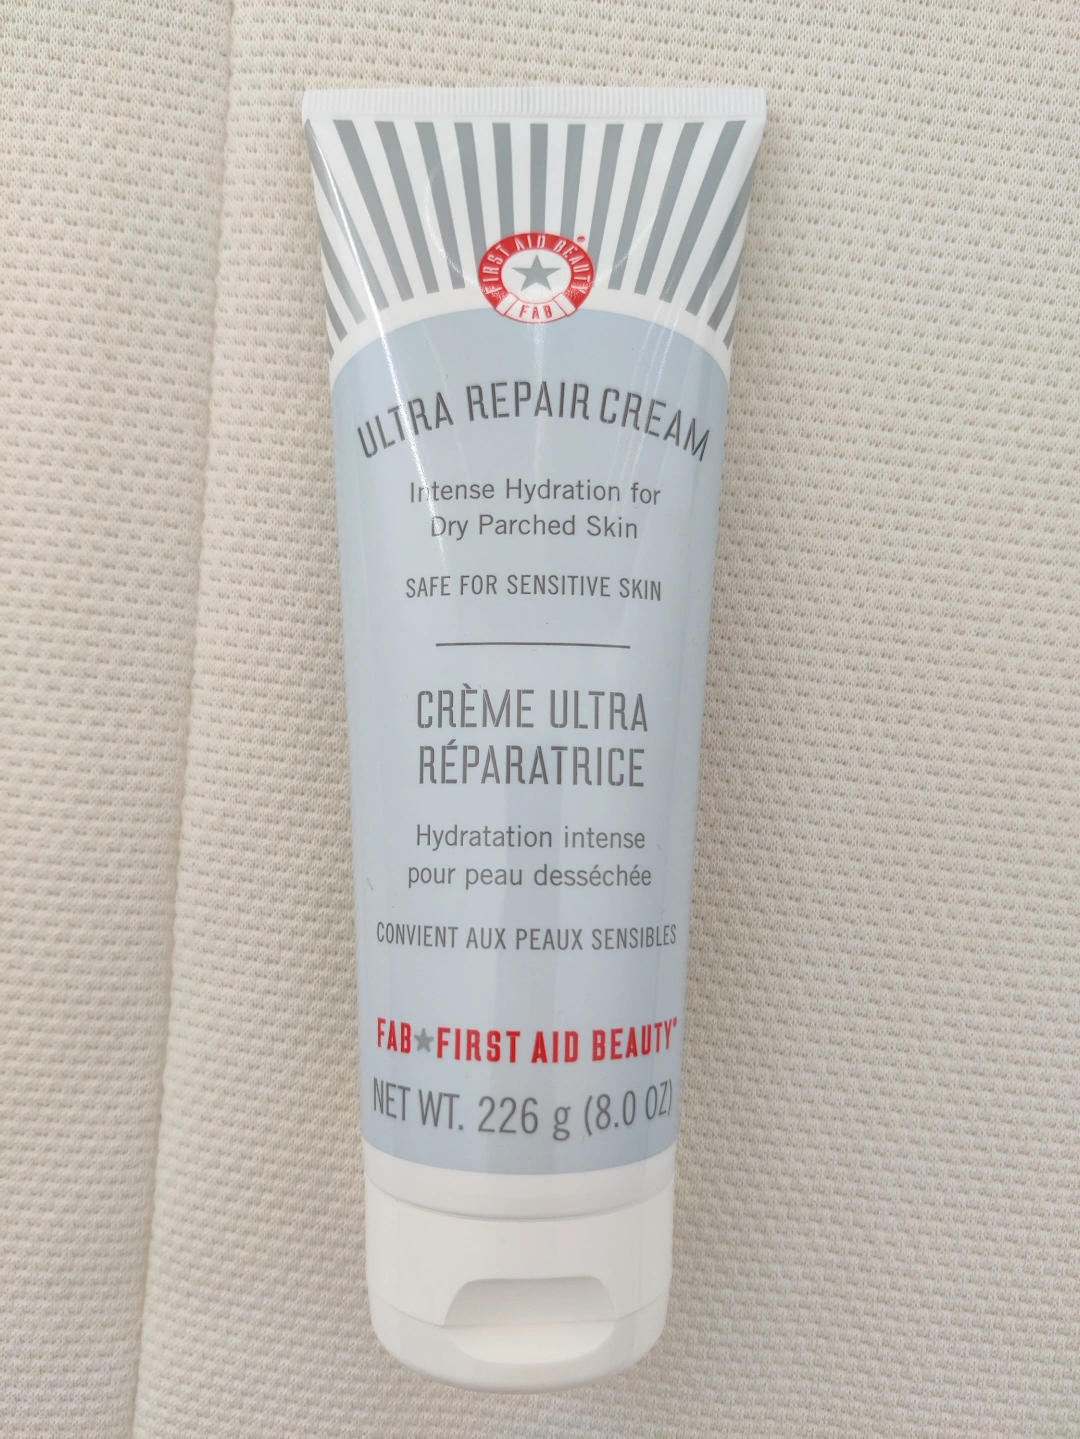 FIRST AID BEAUTY®
FAB
ULTRA REPAIR CREAM
Intense Hydration for
Dry Parched Skin
SAFE FOR SENSITIVE SKIN
CRÈME ULTRA
RÉPARATRICE
Hydratation intense
pour peau desséchée
CONVIENT AUX PEAUX SENSIBLES
FAB★FIRST AID BEAUTY®
NET WT. 226 g (8.0 OZ)